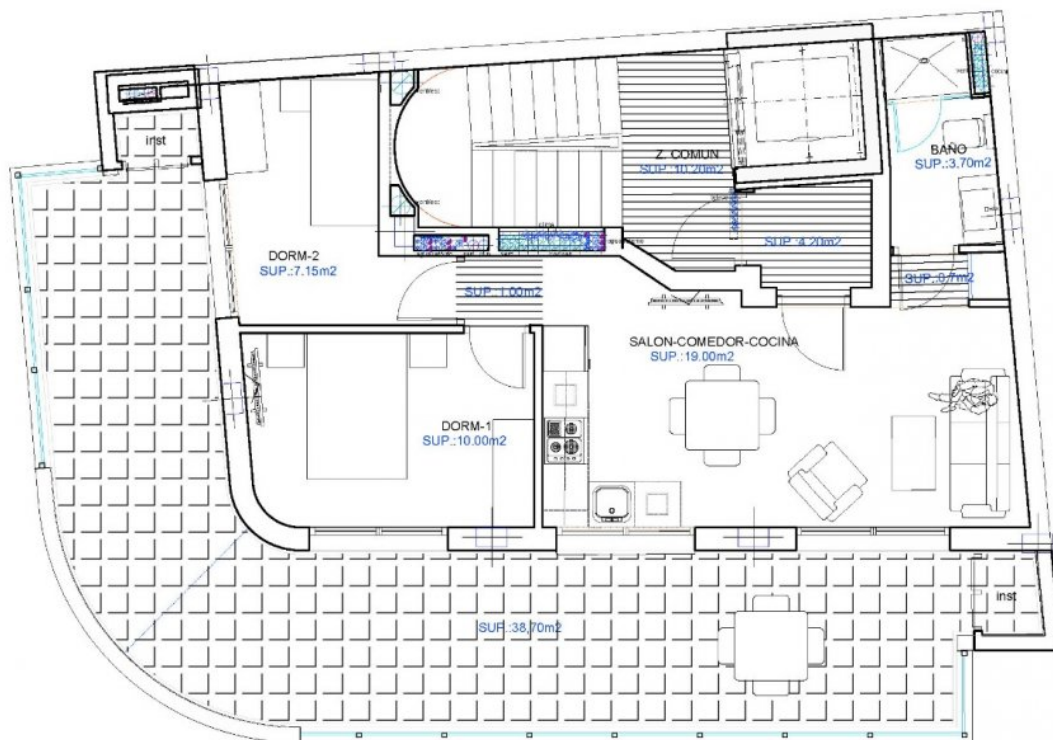 inst
Z. COMUN
SUP.:10.20m2
BAÑO
SUP.:3.70m2
DORM-2
SUP.:7.15m2
SUP.:4.20m2
SUP.:0.7m2
SUP.:1.00m2
SALON-COMEDOR-COCINA
SUP.:19.00m2
DORM-1
SUP.:10.00m2
inst
SUP.:38,70m2